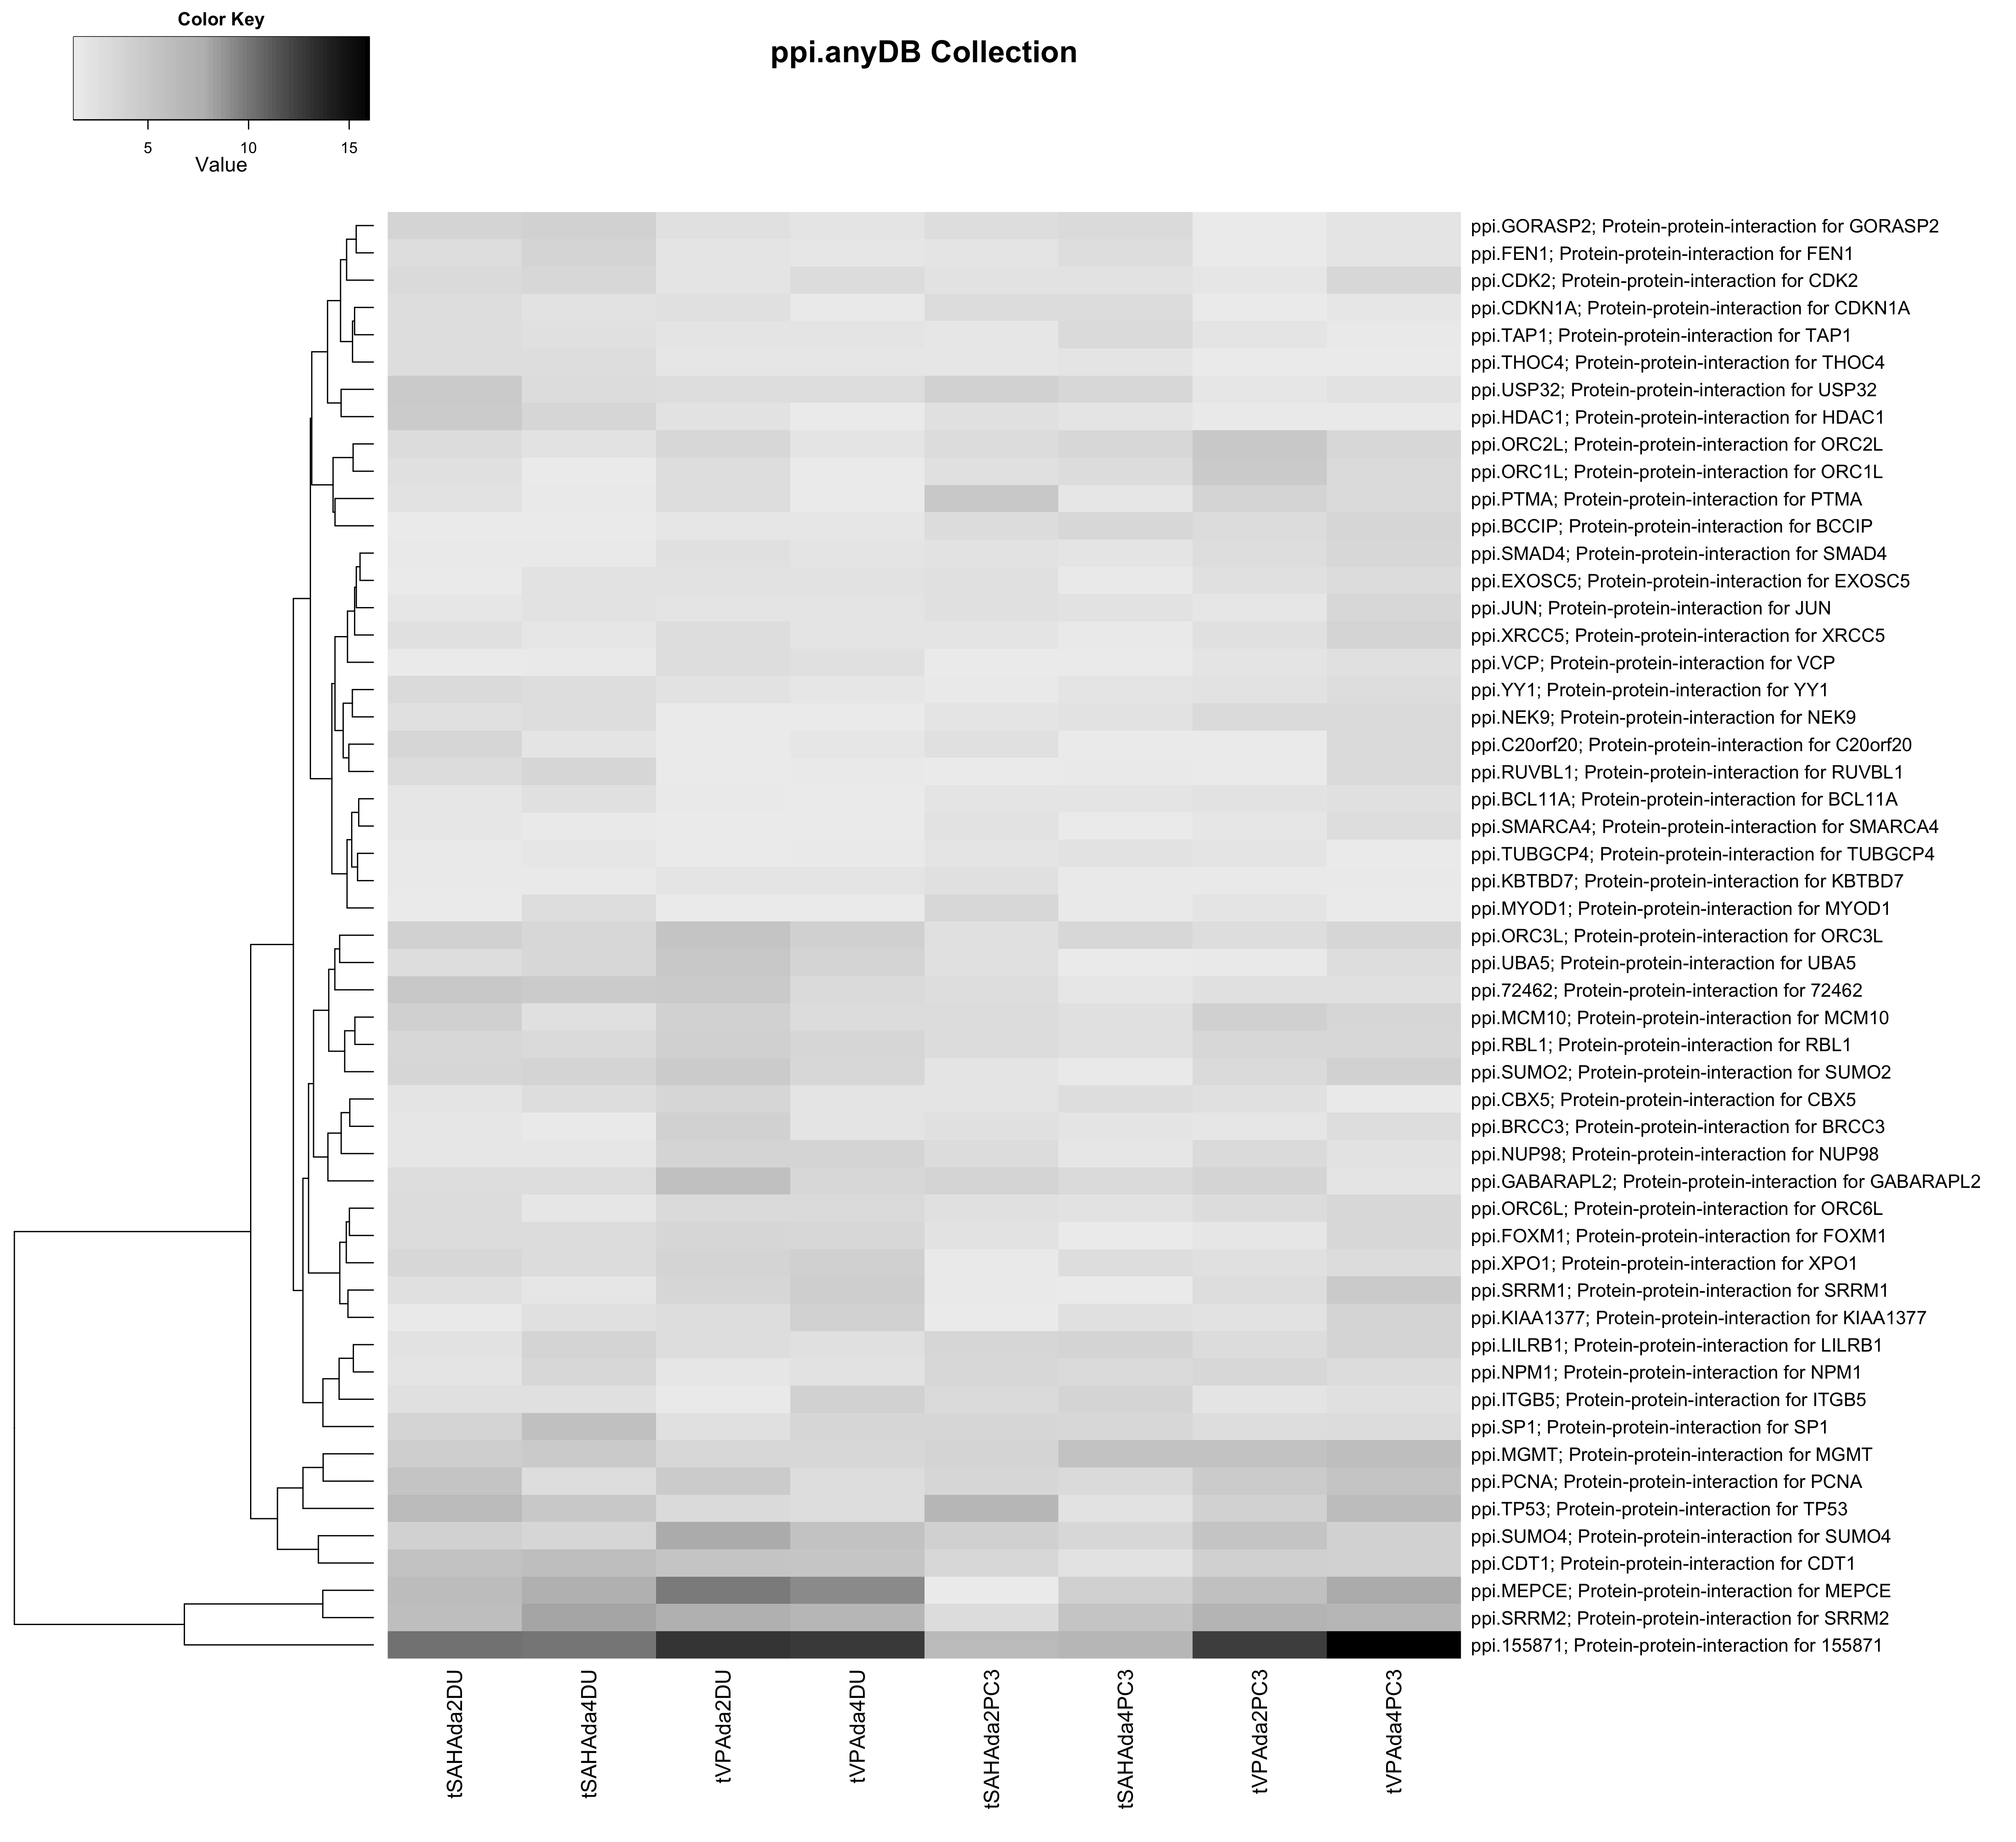 Color Key
5 10 15
Value
ppi.anyDB Collection
ppi.GORASP2; Protein-protein-interaction for GORASP2
ppi.FEN1; Protein-protein-interaction for FEN1
ppi.CDK2; Protein-protein-interaction for CDK2
ppi.CDKN1A; Protein-protein-interaction for CDKN1A
ppi.TAP1; Protein-protein-interaction for TAP1
ppi.THOC4; Protein-protein-interaction for THOC4
ppi.USP32; Protein-protein-interaction for USP32
ppi.HDAC1; Protein-protein-interaction for HDAC1
ppi.ORC2L; Protein-protein-interaction for ORC2L
ppi.ORC1L; Protein-protein-interaction for ORC1L
ppi.PTMA; Protein-protein-interaction for PTMA
ppi.BCCIP; Protein-protein-interaction for BCCIP
ppi.SMAD4; Protein-protein-interaction for SMAD4
ppi.EXOSC5; Protein-protein-interaction for EXOSC5
ppi.JUN; Protein-protein-interaction for JUN
ppi.XRCC5; Protein-protein-interaction for XRCC5
ppi.VCP; Protein-protein-interaction for VCP
ppi.YY1; Protein-protein-interaction for YY1
ppi.NEK9; Protein-protein-interaction for NEK9
ppi.C20orf20; Protein-protein-interaction for C20orf20
ppi.RUVBL1; Protein-protein-interaction for RUVBL1
ppi.BCL11A; Protein-protein-interaction for BCL11A
ppi.SMARCA4; Protein-protein-interaction for SMARCA4
ppi.TUBGCP4; Protein-protein-interaction for TUBGCP4
ppi.KBTBD7; Protein-protein-interaction for KBTBD7
ppi.MYOD1; Protein-protein-interaction for MYOD1
ppi.ORC3L; Protein-protein-interaction for ORC3L
ppi.UBA5; Protein-protein-interaction for UBA5
ppi.72462; Protein-protein-interaction for 72462
ppi.MCM10; Protein-protein-interaction for MCM10
ppi.RBL1; Protein-protein-interaction for RBL1
ppi.SUMO2; Protein-protein-interaction for SUMO2
ppi.CBX5; Protein-protein-interaction for CBX5
ppi.BRCC3; Protein-protein-interaction for BRCC3
ppi.NUP98; Protein-protein-interaction for NUP98
ppi.GABARAPL2; Protein-protein-interaction for GABARAPL2
ppi.ORC6L; Protein-protein-interaction for ORC6L
ppi.FOXM1; Protein-protein-interaction for FOXM1
ppi.XPO1; Protein-protein-interaction for XPO1
ppi.SRRM1; Protein-protein-interaction for SRRM1
ppi.KIAA1377; Protein-protein-interaction for KIAA1377
ppi.LILRB1; Protein-protein-interaction for LILRB1
ppi.NPM1; Protein-protein-interaction for NPM1
ppi.ITGB5; Protein-protein-interaction for ITGB5
ppi.SP1; Protein-protein-interaction for SP1
ppi.MGMT; Protein-protein-interaction for MGMT
ppi.PCNA; Protein-protein-interaction for PCNA
ppi.TP53; Protein-protein-interaction for TP53
ppi.SUMO4; Protein-protein-interaction for SUMO4
ppi.CDT1; Protein-protein-interaction for CDT1
ppi.MEPCE; Protein-protein-interaction for MEPCE
ppi.SRRM2; Protein-protein-interaction for SRRM2
ppi.155871; Protein-protein-interaction for 155871
tSAHAda2DU
tSAHAda4DU
tVPAda2DU
tVPAda4DU
tSAHAda2PC3
tSAHAda4PC3
tVPAda2PC3
tVPAda4PC3